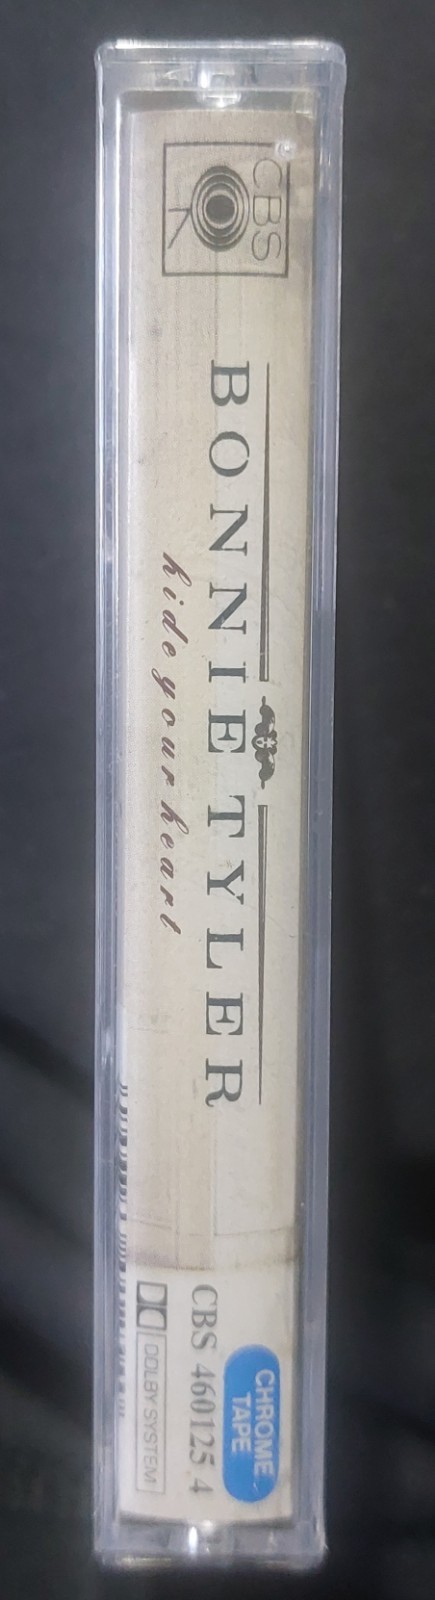 CBS
BONNIE TYLER
hide your heart
CHROME
TAPE
CBS 460125 4
DOLBY SYSTEM